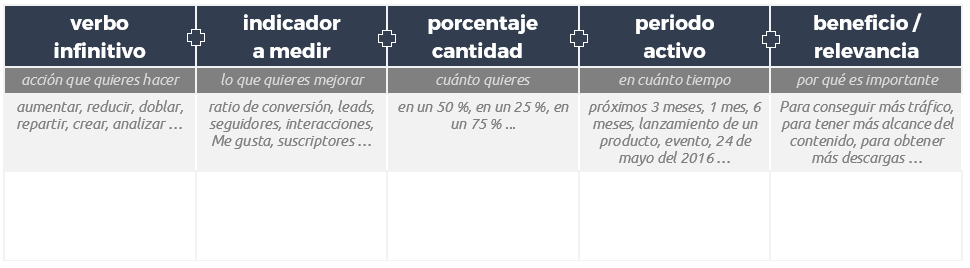 verbo
infinitivo
indicador
a medir
porcentaje
cantidad
periodo
activo
beneficio /
relevancia
acción que quieres hacer
lo que quieres mejorar
cuánto quieres
en cuánto tiempo
por qué es importante
aumentar, reducir, doblar,
repartir, crear, analizar ...
ratio de conversión, leads,
seguidores, interacciones,
Me gusta, suscriptores ...
en un 50 %, en un 25 %, en
un 75 % ...
próximos 3 meses, 1 mes, 6
meses, lanzamiento de un
producto, evento, 24 de
mayo del 2016 ...
Para conseguir más tráfico,
para tener más alcance del
contenido, para obtener
más descargas ...